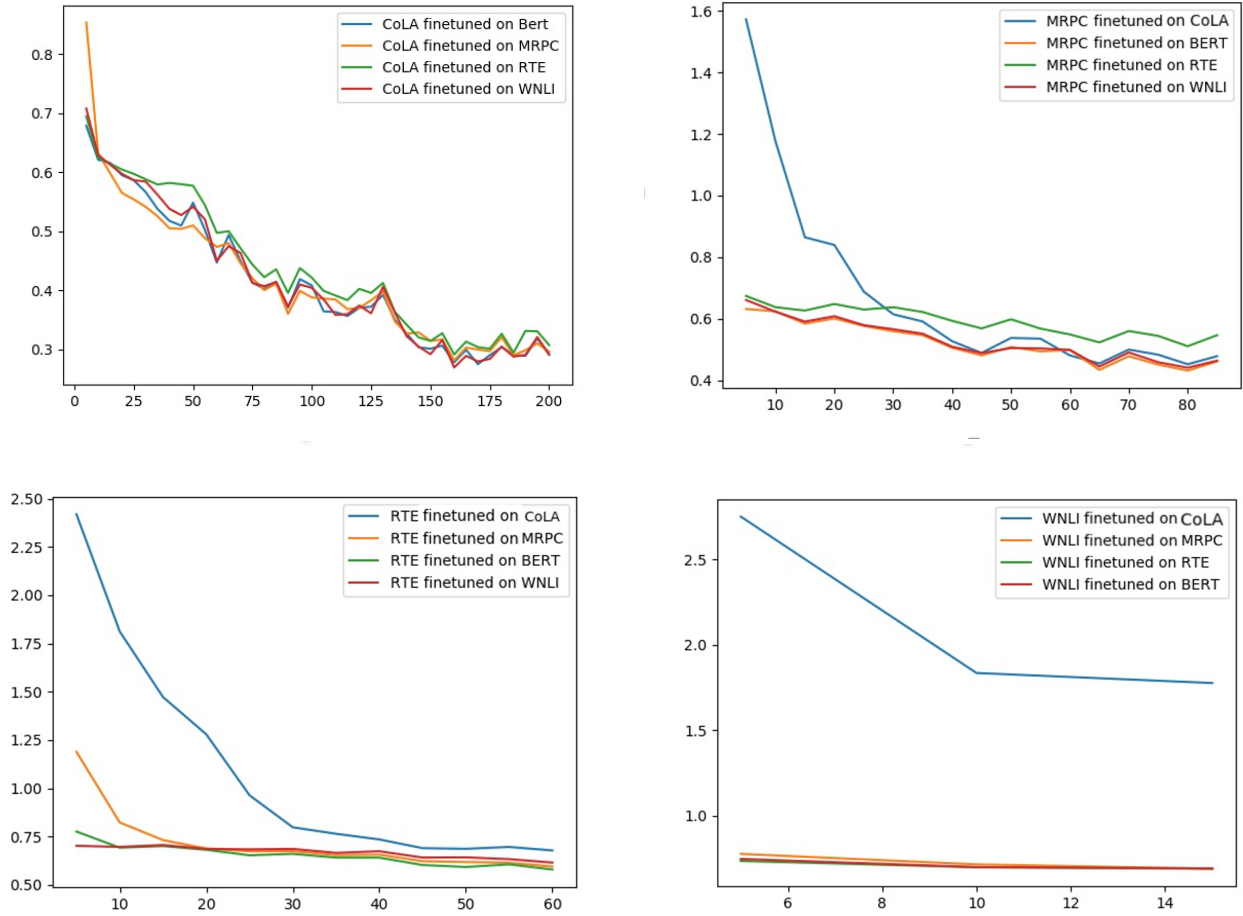 CoLA finetuned on Bert
CoLA finetuned on MRPC
CoLA finetuned on RTE
CoLA finetuned on WNLI
0.8
0.7
0.6
0.5
0.4
0.3
0 25 50 75 100 125 150 175 200
MRPC finetuned on CoLA
MRPC finetuned on BERT
MRPC finetuned on RTE
MRPC finetuned on WNLI
1.6
1.4
1.2
1.0
0.8
0.6
0.4
10 20 30 40 50 60 70 80
RTE finetuned on CoLA
RTE finetuned on MRPC
RTE finetuned on BERT
RTE finetuned on WNLI
2.50
2.25
2.00
1.75
1.50
1.25
1.00
0.75
0.50
10 20 30 40 50 60
WNLI finetuned on CoLA
WNLI finetuned on MRPC
WNLI finetuned on RTE
WNLI finetuned on BERT
2.5
2.0
1.5
1.0
6 8 10 12 14